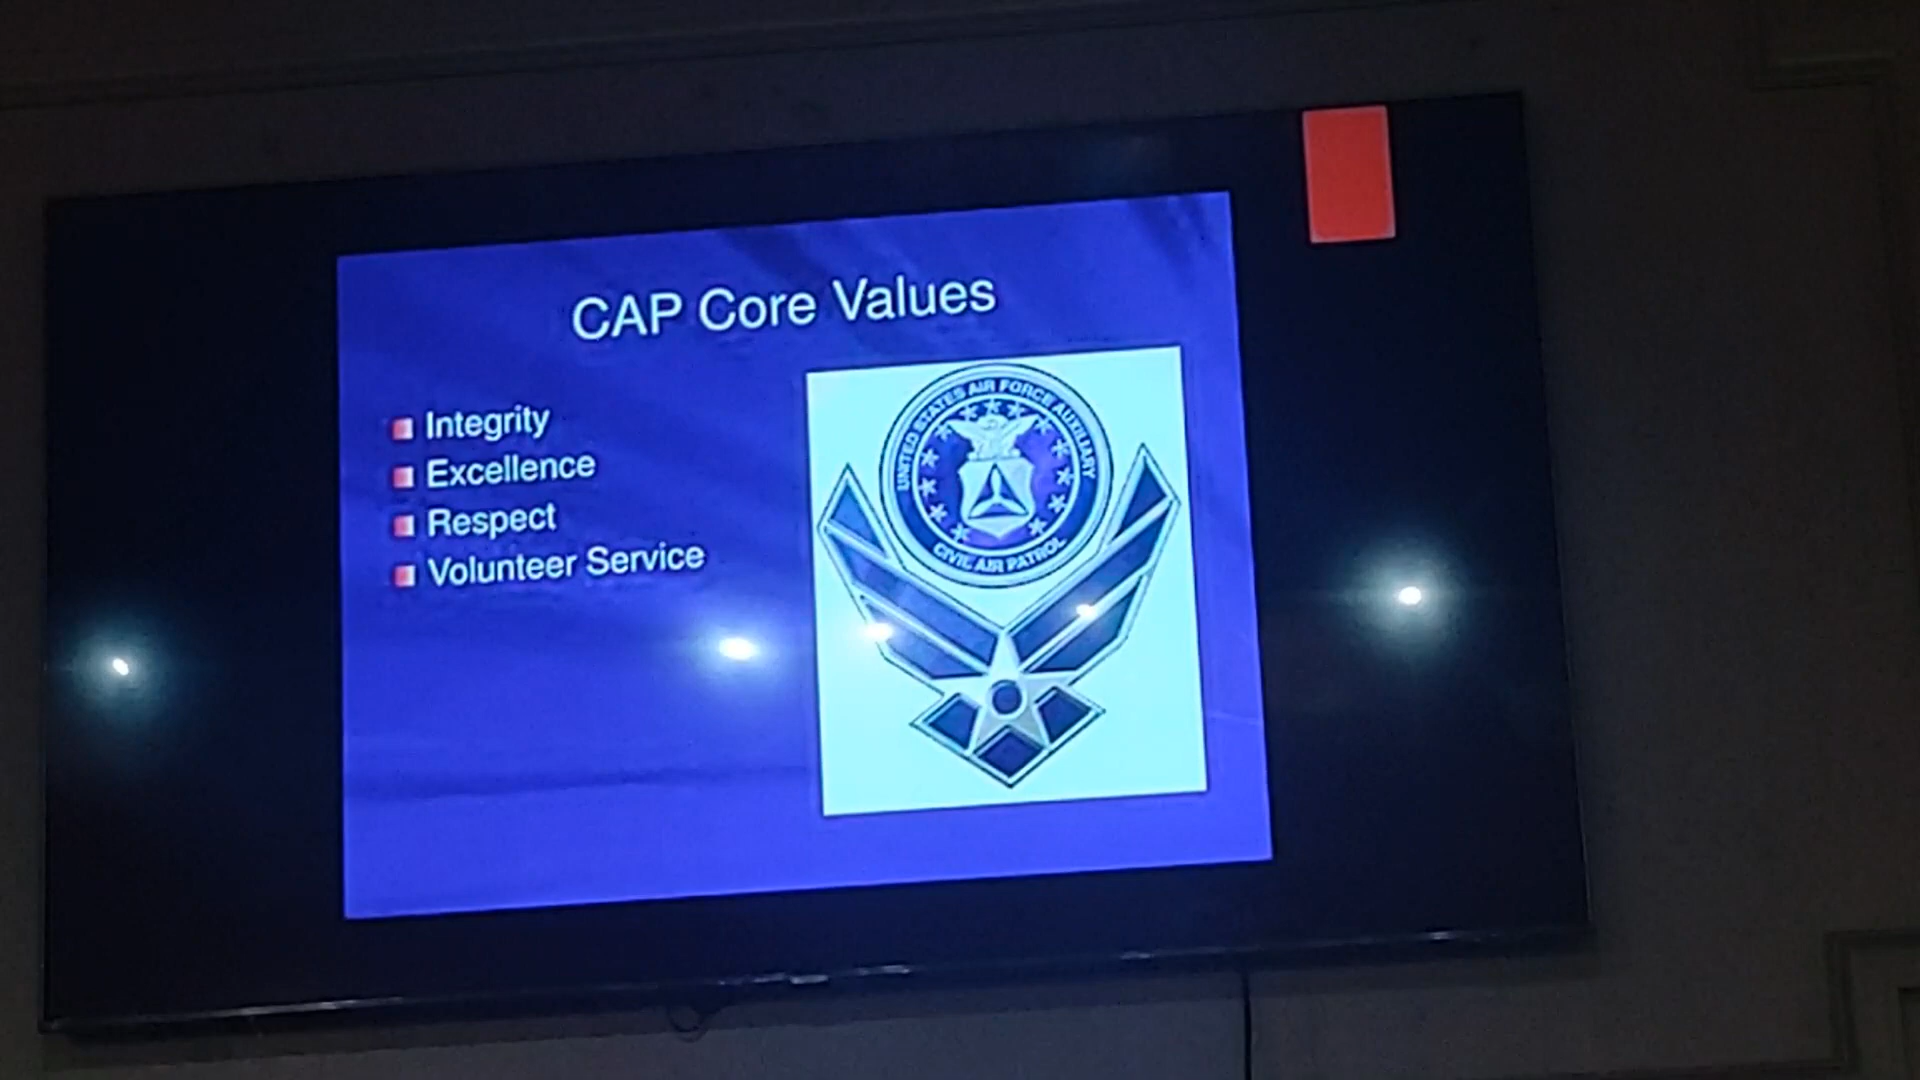 CAP Core Values
Integrity
Excellence
Respect
Volunteer Service
UNITED STATES AIR FORCE AUXILIARY
CIVIL AIR PATROL